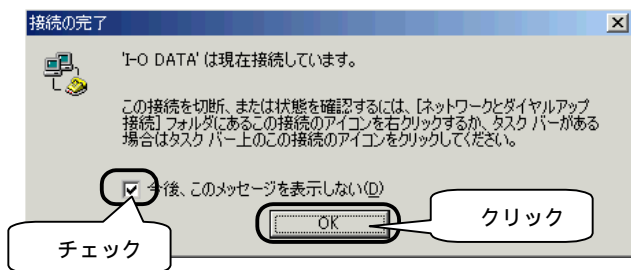 接続の完了
'I-O DATA' は現在接続しています。
この接続を切断、または状態を確認するには、[ネットワークとダイヤルアップ
接続] フォルダにあるこの接続のアイコンを右クリックするか、タスク バーがある
場合はタスク バー上のこの接続のアイコンをクリックしてください。
今後、このメッセージを表示しない(D)
OK
クリック
チェック